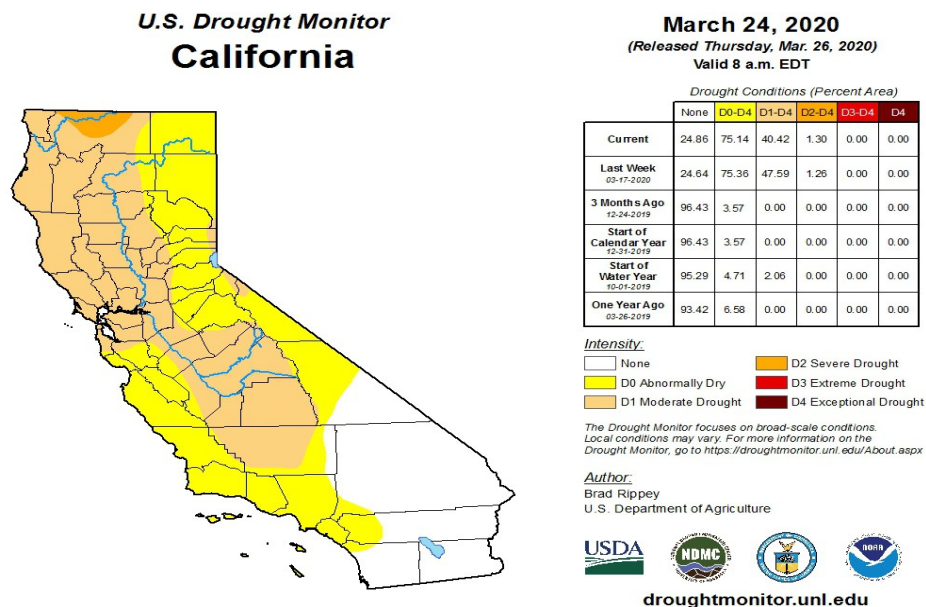 U.S. Drought Monitor
California
March 24, 2020
(Released Thursday, Mar. 26, 2020)
Valid 8 a.m. EDT
Drought Conditions (Percent Area)
None D0-D4 D1-D4 D2-D4 D3-D4 D4
Current 24.86 75.14 40.42 1.30 0.00 0.00
Last Week 03-17-2020 24.64 75.36 47.59 1.26 0.00 0.00
3 Months Ago 12-24-2019 96.43 3.57 0.00 0.00 0.00 0.00
Start of Calendar Year 12-31-2019 96.43 3.57 0.00 0.00 0.00 0.00
Start of Water Year 10-01-2019 95.29 4.71 2.06 0.00 0.00 0.00
One Year Ago 03-26-2019 93.42 6.58 0.00 0.00 0.00 0.00
Intensity:
None
D0 Abnormally Dry
D1 Moderate Drought
D2 Severe Drought
D3 Extreme Drought
D4 Exceptional Drought
The Drought Monitor focuses on broad-scale conditions.
Local conditions may vary. For more information on the
Drought Monitor, go to https://droughtmonitor.unl.edu/About.aspx
Author:
Brad Rippey
U.S. Department of Agriculture
USDA
NDMC
NOAA
droughtmonitor.unl.edu